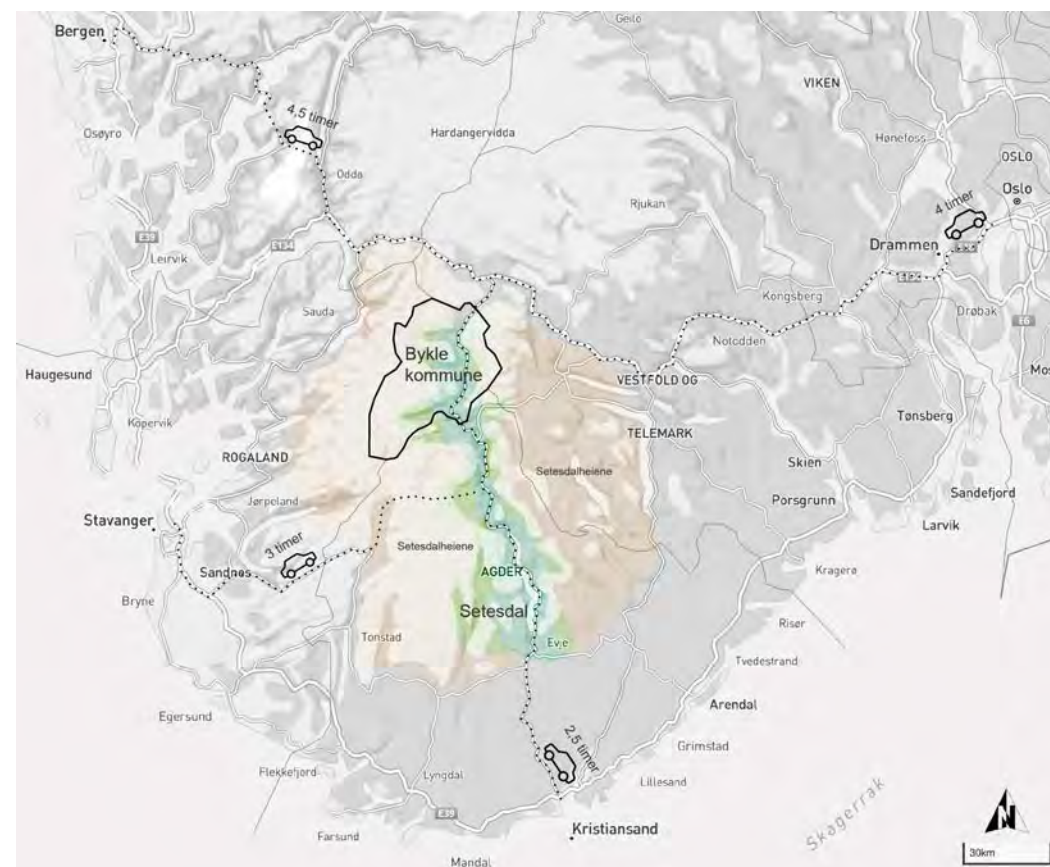 Geilo
Bergen
VIKEN
4,5 timer
Osøyro
Hardangervidda
Hønefoss
OSLO
Odda
Oslo
Rjukan
4 timer
E39
E134
Drammen
Leirvik
E134
Kongsberg
Sauda
Drøbak
E6
Notodden
Bykle
kommune
Haugesund
VESTFOLD OG
Mos
Tønsberg
Kopervik
TELEMARK
ROGALAND
Skien
Setesdalheiene
Sandefjord
Jørpeland
Porsgrunn
Stavanger
Larvik
3 timer
Setesdalheiene
Sandnes
AGDER
Kragerø
Bryne
Setesdal
Risør
Tonstad
Evje
Tvedestrand
Arendal
Egersund
Grimstad
2,5 timer
Flekkefjord
Lyngdal
Lillesand
Skagerrak
N
E39
Kristiansand
Farsund
30km
Mandal